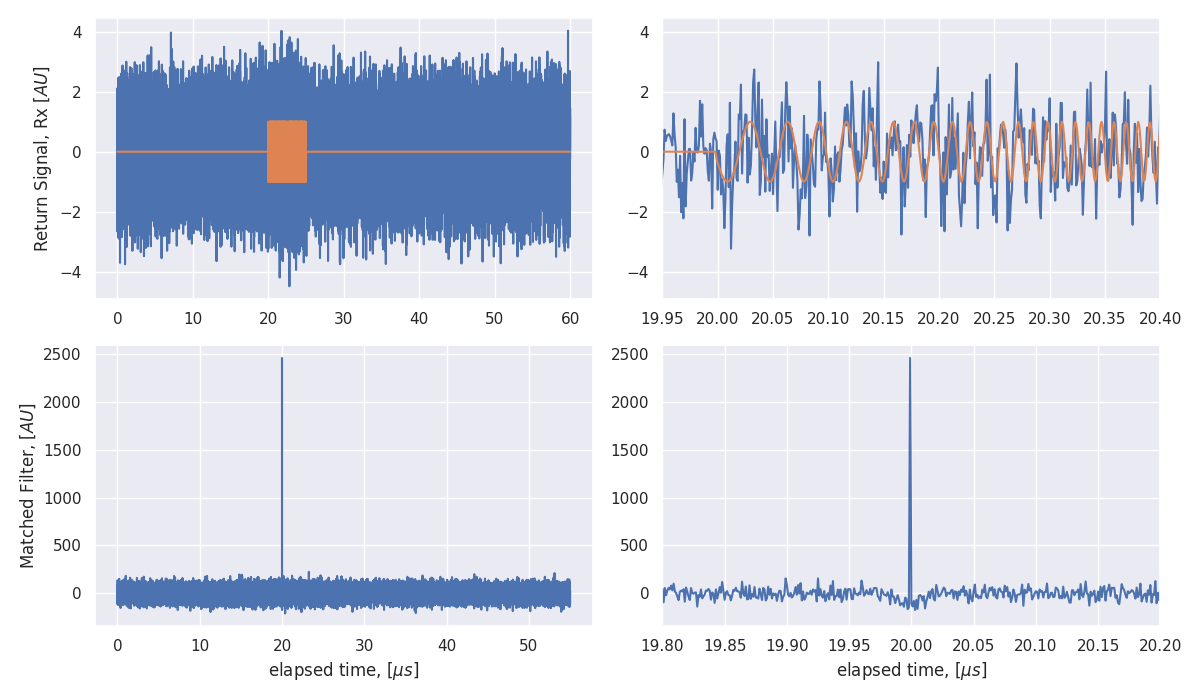 Return Signal, Rx [AU]
4
2
0
−2
−4
0 10 20 30 40 50 60
4
2
0
−2
−4
19.95 20.00 20.05 20.10 20.15 20.20 20.25 20.30 20.35 20.40
Matched Filter, [AU]
2500
2000
1500
1000
500
0
0 10 20 30 40 50
elapsed time, [μs]
2500
2000
1500
1000
500
0
19.80 19.85 19.90 19.95 20.00 20.05 20.10 20.15 20.20
elapsed time, [μs]